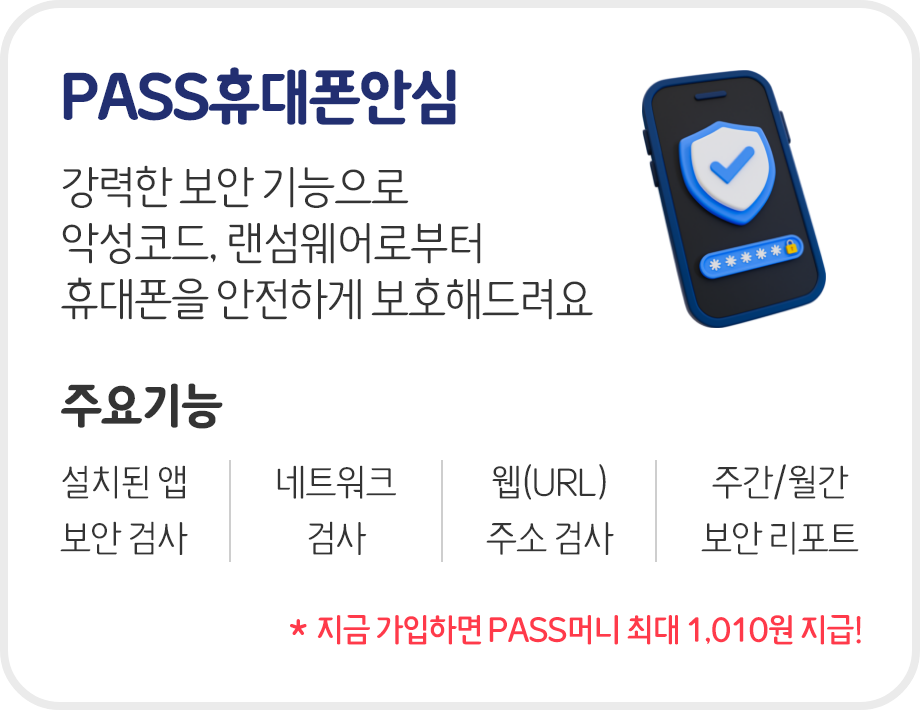 PASS휴대폰안심
강력한 보안 기능으로
악성코드, 랜섬웨어로부터
휴대폰을 안전하게 보호해드려요
*****
주요기능
설치된 앱
보안 검사
네트워크
검사
웹(URL)
주소 검사
주간/월간
보안 리포트
* 지금 가입하면 PASS머니 최대 1,010원 지급!